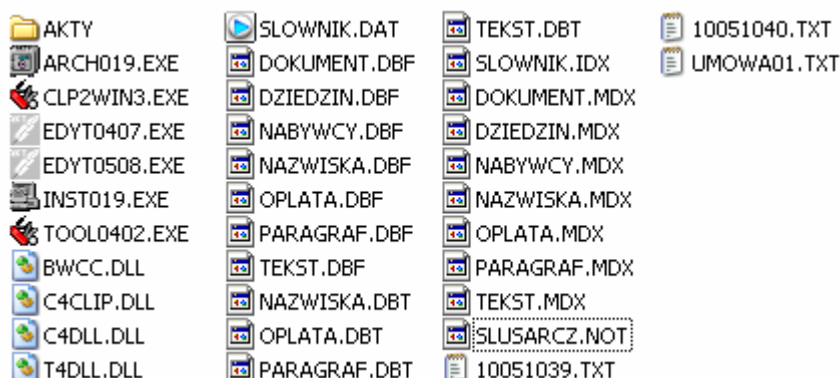 AKTY
ARCH019.EXE
CLP2WIN3.EXE
EDYT0407.EXE
EDYT0508.EXE
INST019.EXE
TOOL0402.EXE
BWCC.DLL
C4CLIP.DLL
C4DLL.DLL
T4DLL.DLL
SLOWNIK.DAT
DOKUMENT.DBF
DZIEDZIN.DBF
NABYWCY.DBF
NAZWISKA.DBF
OPLATA.DBF
PARAGRAF.DBF
TEKST.DBF
NAZWISKA.DBT
OPLATA.DBT
PARAGRAF.DBT
TEKST.DBT
SLOWNIK.IDX
DOKUMENT.MDX
DZIEDZIN.MDX
NABYWCY.MDX
NAZWISKA.MDX
OPLATA.MDX
PARAGRAF.MDX
TEKST.MDX
SLUSARCZ.NOT
10051039.TXT
10051040.TXT
UMOWA01.TXT